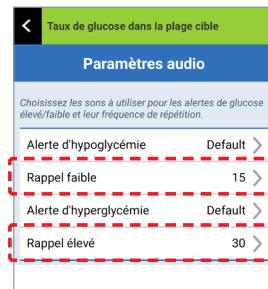 Taux de glucose dans la plage cible
Paramètres audio
Choisissez les sons à utiliser pour les alertes de glucose
élevé/faible et leur fréquence de répétition.
Alerte d'hypoglycémie Default
Rappel faible 15
Alerte d'hyperglycémie Default
Rappel élevé 30